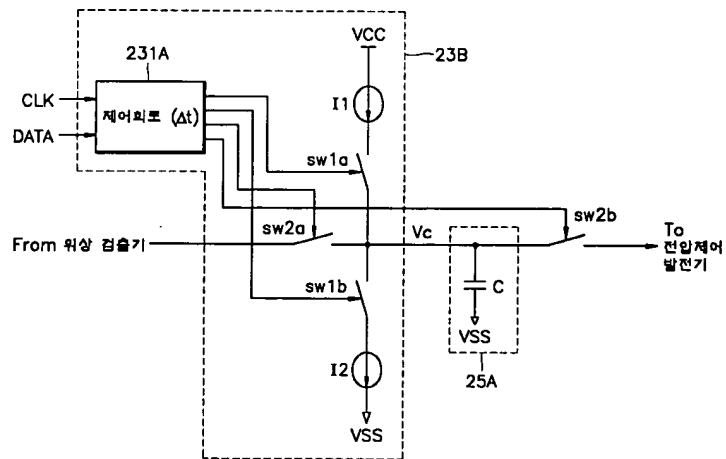 231A
VCC
23B
CLK
제어회로 (Δt)
I1
DATA
sw1a
sw2b
To
전압제어
발전기
From 위상 검출기
sw2a
Vc
C
sw1b
VSS
25A
I2
VSS